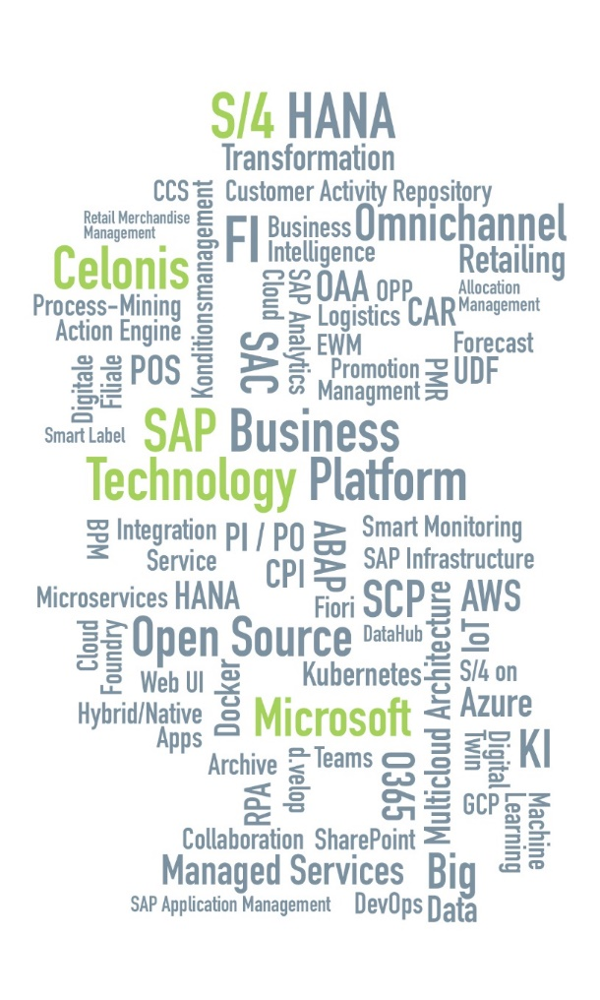 S/4 HANA
Transformation
CCS
Konditionsmanagement
Customer Activity Repository
Retail Merchandise
Management
FI
Business
Intelligence
Omnichannel
Retailing
Celonis
Process-Mining
Action Engine
Cloud
SAP Analytics
OAA
OPP
Allocation
Management
Logistics
CAR
SAC
EWM
Forecast
Digitale
Filiale
POS
Promotion
Managment
PMR
UDF
Smart Label
SAP Business
Technology Platform
BPM
Integration
Service
PI / PO
CPI
ABAP
Smart Monitoring
SAP Infrastructure
Microservices
HANA
Fiori
SCP
AWS
Cloud
Foundry
Open Source
DataHub
Multicloud Architecture
IoT
Web UI
Docker
Kubernetes
S/4 on
Azure
Hybrid/Native
Apps
Microsoft
Digital
Twin
KI
Archive
d.velop
Teams
O365
RPA
GCP
Machine
Learning
Collaboration
SharePoint
Managed Services
Big
Data
SAP Application Management
DevOps